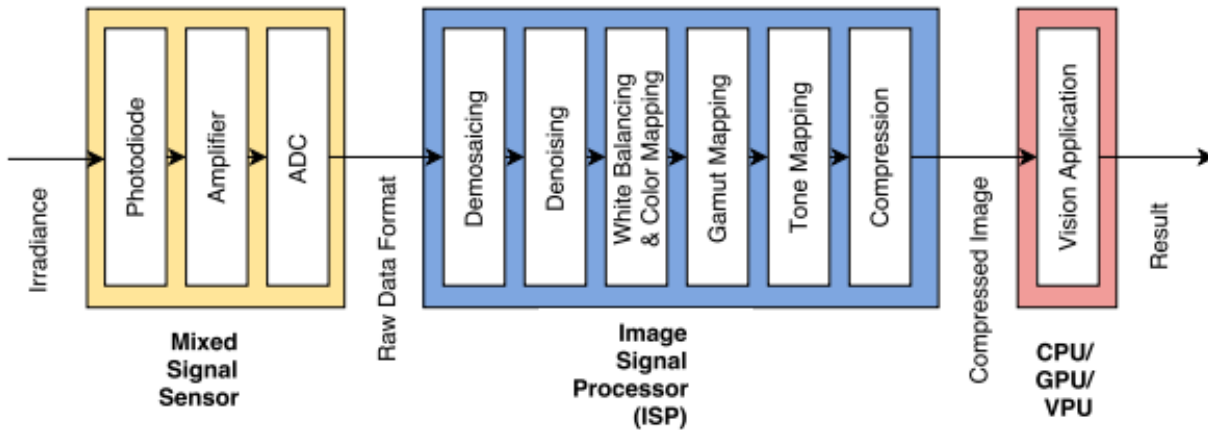 Irradiance
Photodiode
Amplifier
ADC
Mixed
Signal
Sensor
Raw Data Format
Demosaicing
Denoising
White Balancing
& Color Mapping
Gamut Mapping
Tone Mapping
Compression
Image
Signal
Processor
(ISP)
Compressed Image
Vision Application
CPU/
GPU/
VPU
Result